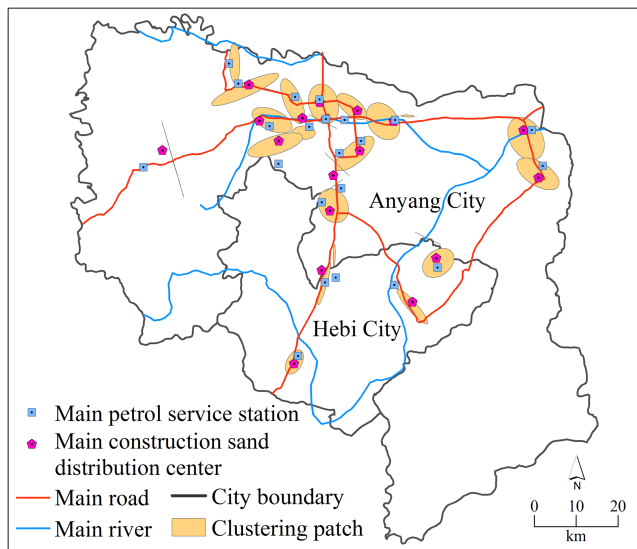 Anyang City
Hebi City
Main petrol service station
Main construction sand
distribution center
Main road
City boundary
Main river
Clustering patch
N
0 10 20
km